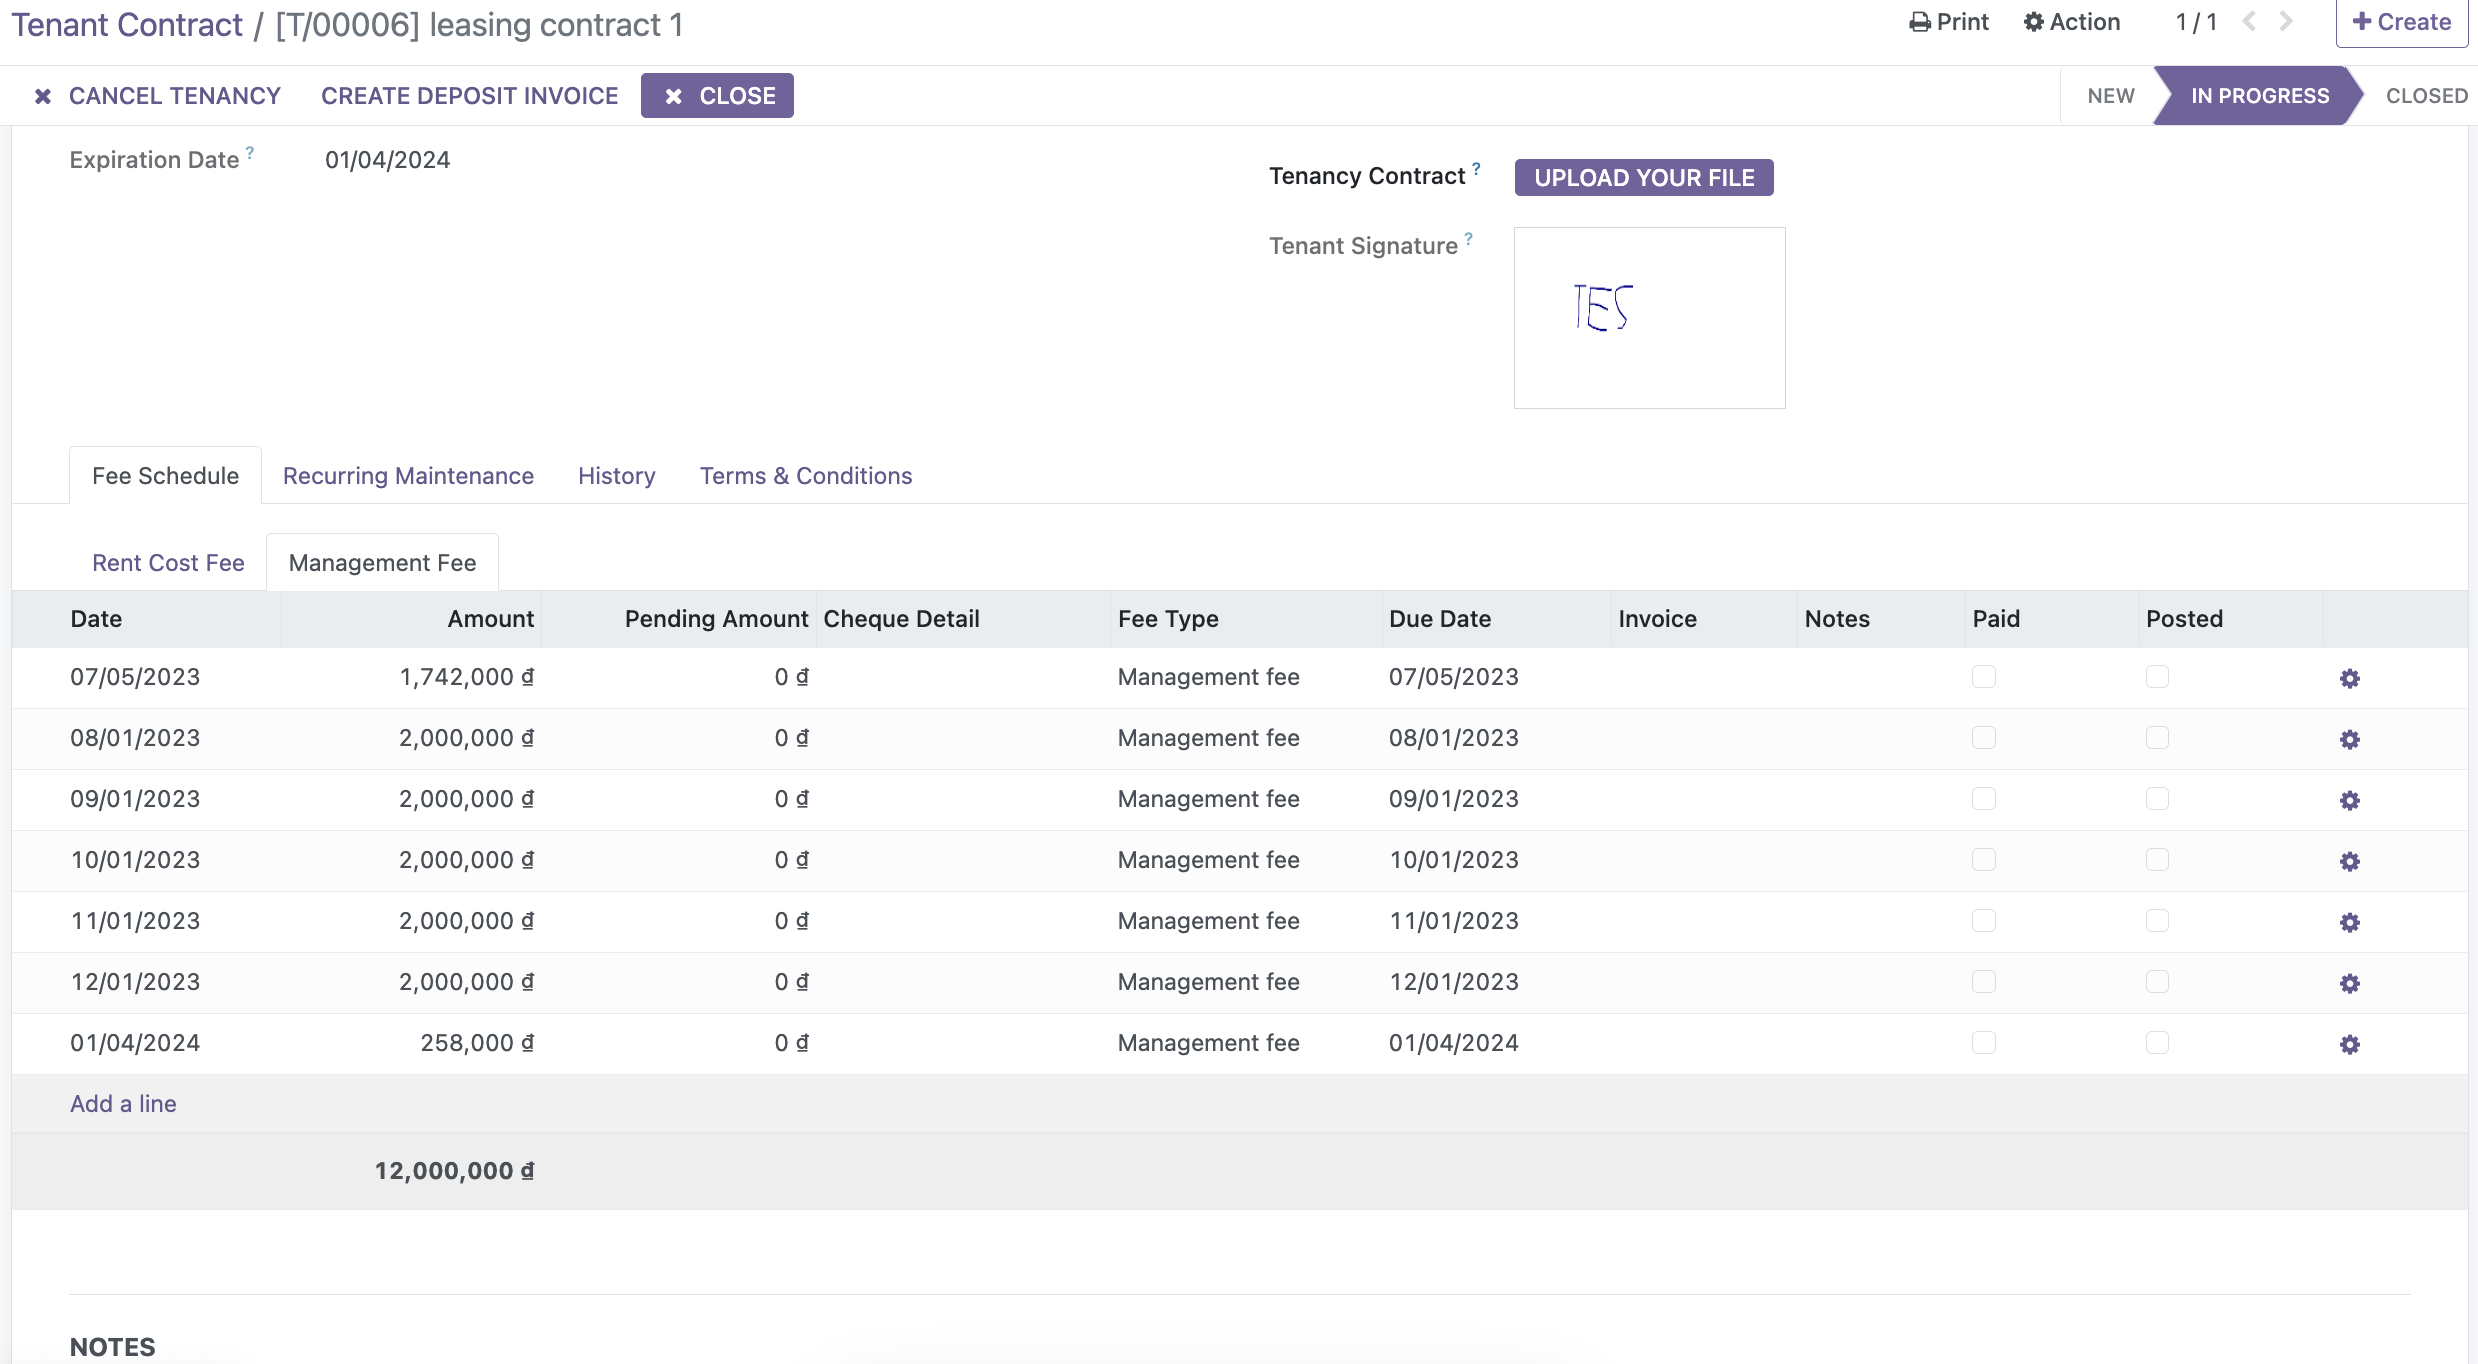 Tenant Contract / [T/00006] leasing contract 1
Print Action 1 / 1 Create
CANCEL TENANCY CREATE DEPOSIT INVOICE CLOSE NEW IN PROGRESS CLOSED
Expiration Date ? 01/04/2024
Tenancy Contract ? UPLOAD YOUR FILE
Tenant Signature ?
TES
Fee Schedule Recurring Maintenance History Terms & Conditions
Rent Cost Fee Management Fee
Date Amount Pending Amount Cheque Detail Fee Type Due Date Invoice Notes Paid Posted
07/05/2023 1,742,000 ₫ 0 ₫ Management fee 07/05/2023
08/01/2023 2,000,000 ₫ 0 ₫ Management fee 08/01/2023
09/01/2023 2,000,000 ₫ 0 ₫ Management fee 09/01/2023
10/01/2023 2,000,000 ₫ 0 ₫ Management fee 10/01/2023
11/01/2023 2,000,000 ₫ 0 ₫ Management fee 11/01/2023
12/01/2023 2,000,000 ₫ 0 ₫ Management fee 12/01/2023
01/04/2024 258,000 ₫ 0 ₫ Management fee 01/04/2024
Add a line
12,000,000 ₫
NOTES